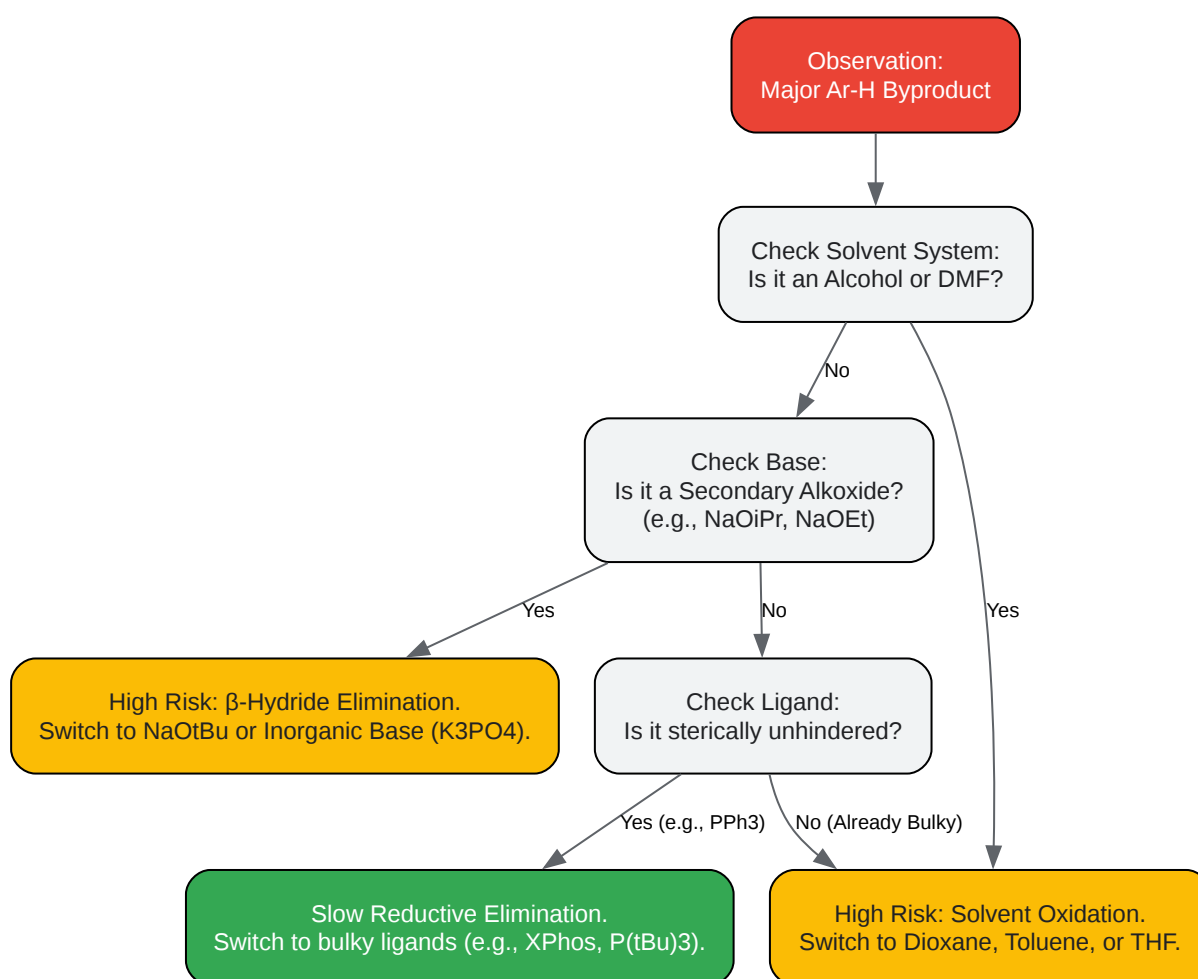 Observation:
Major Ar-H Byproduct
Check Solvent System:
Is it an Alcohol or DMF?
No
Check Base:
Is it a Secondary Alkoxide?
(e.g., NaOiPr, NaOEt)
Yes
No
Yes
High Risk: β-Hydride Elimination.
Switch to NaOtBu or Inorganic Base (K3PO4).
Check Ligand:
Is it sterically unhindered?
Yes (e.g., PPh3)
No (Already Bulky)
Slow Reductive Elimination.
Switch to bulky ligands (e.g., XPhos, P(tBu)3).
High Risk: Solvent Oxidation.
Switch to Dioxane, Toluene, or THF.